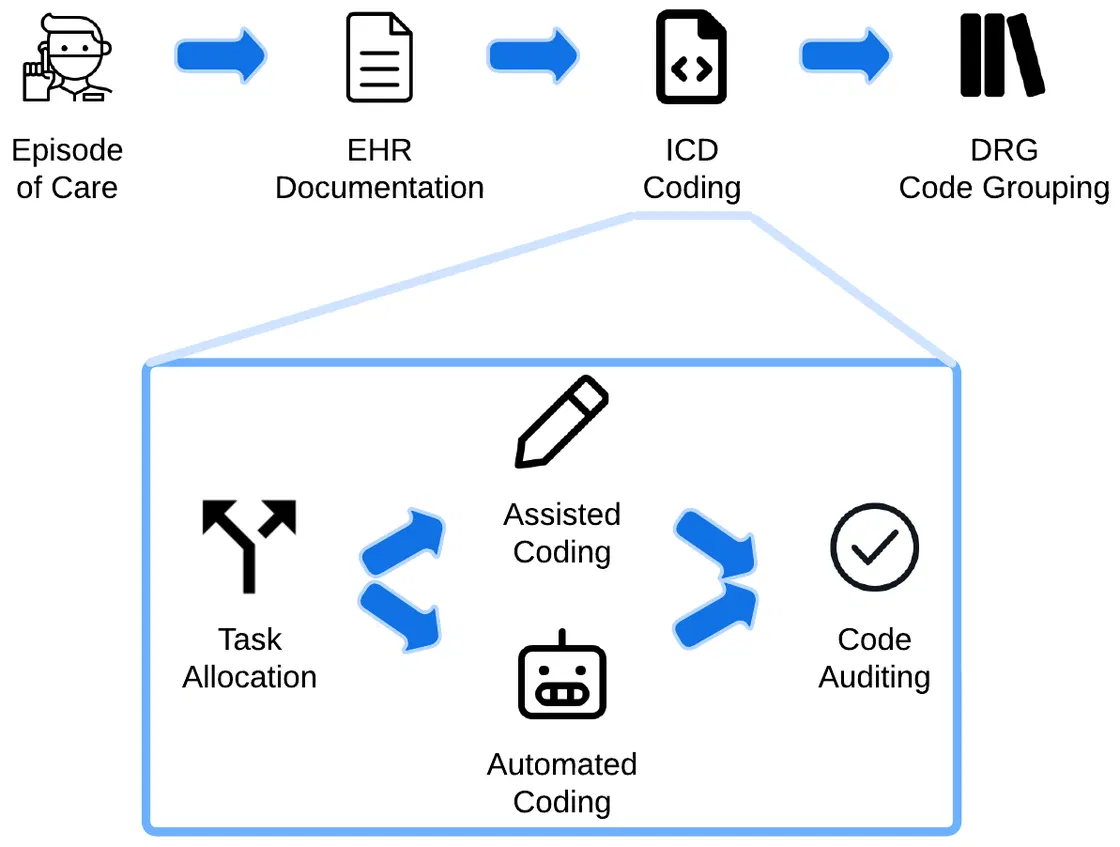 Episode
of Care
EHR
Documentation
ICD
Coding
DRG
Code Grouping
Assisted
Coding
Task
Allocation
Code
Auditing
Automated
Coding